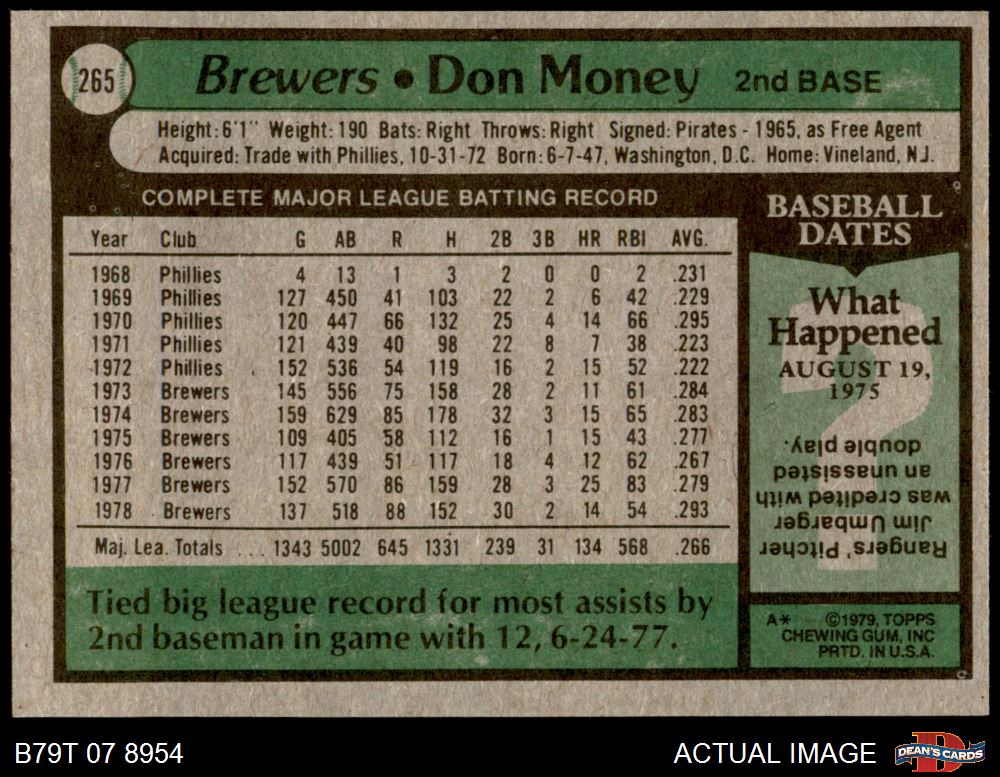 265
Brewers • Don Money 2nd BASE
Height: 6'1" Weight: 190 Bats: Right Throws: Right Signed: Pirates - 1965, as Free Agent
Acquired: Trade with Phillies, 10-31-72 Born: 6-7-47, Washington, D.C. Home: Vineland, N.J.
COMPLETE MAJOR LEAGUE BATTING RECORD
Year Club G AB R H 2B 3B HR RBI AVG.
1968 Phillies 4 13 1 3 2 0 0 2 .231
1969 Phillies 127 450 41 103 22 2 6 42 .229
1970 Phillies 120 447 66 132 25 4 14 66 .295
1971 Phillies 121 439 40 98 22 8 7 38 .223
1972 Phillies 152 536 54 119 16 2 15 52 .222
1973 Brewers 145 556 75 158 28 2 11 61 .284
1974 Brewers 159 629 85 178 32 3 15 65 .283
1975 Brewers 109 405 58 112 16 1 15 43 .277
1976 Brewers 117 439 51 117 18 4 12 62 .267
1977 Brewers 152 570 86 159 28 3 25 83 .279
1978 Brewers 137 518 88 152 30 2 14 54 .293
Maj. Lea. Totals ... 1343 5002 645 1331 239 31 134 568 .266
Tied big league record for most assists by
2nd baseman in game with 12, 6-24-77.
BASEBALL
DATES
What
Happened
AUGUST 19,
1975
Rangers' Pitcher
Jim Umbarger
was credited with
an unassisted
double play.
A* ©1979, TOPPS
CHEWING GUM, INC
PRTD. IN U.S.A.
B79T 07 8954
ACTUAL IMAGE
DEAN'S CARDS